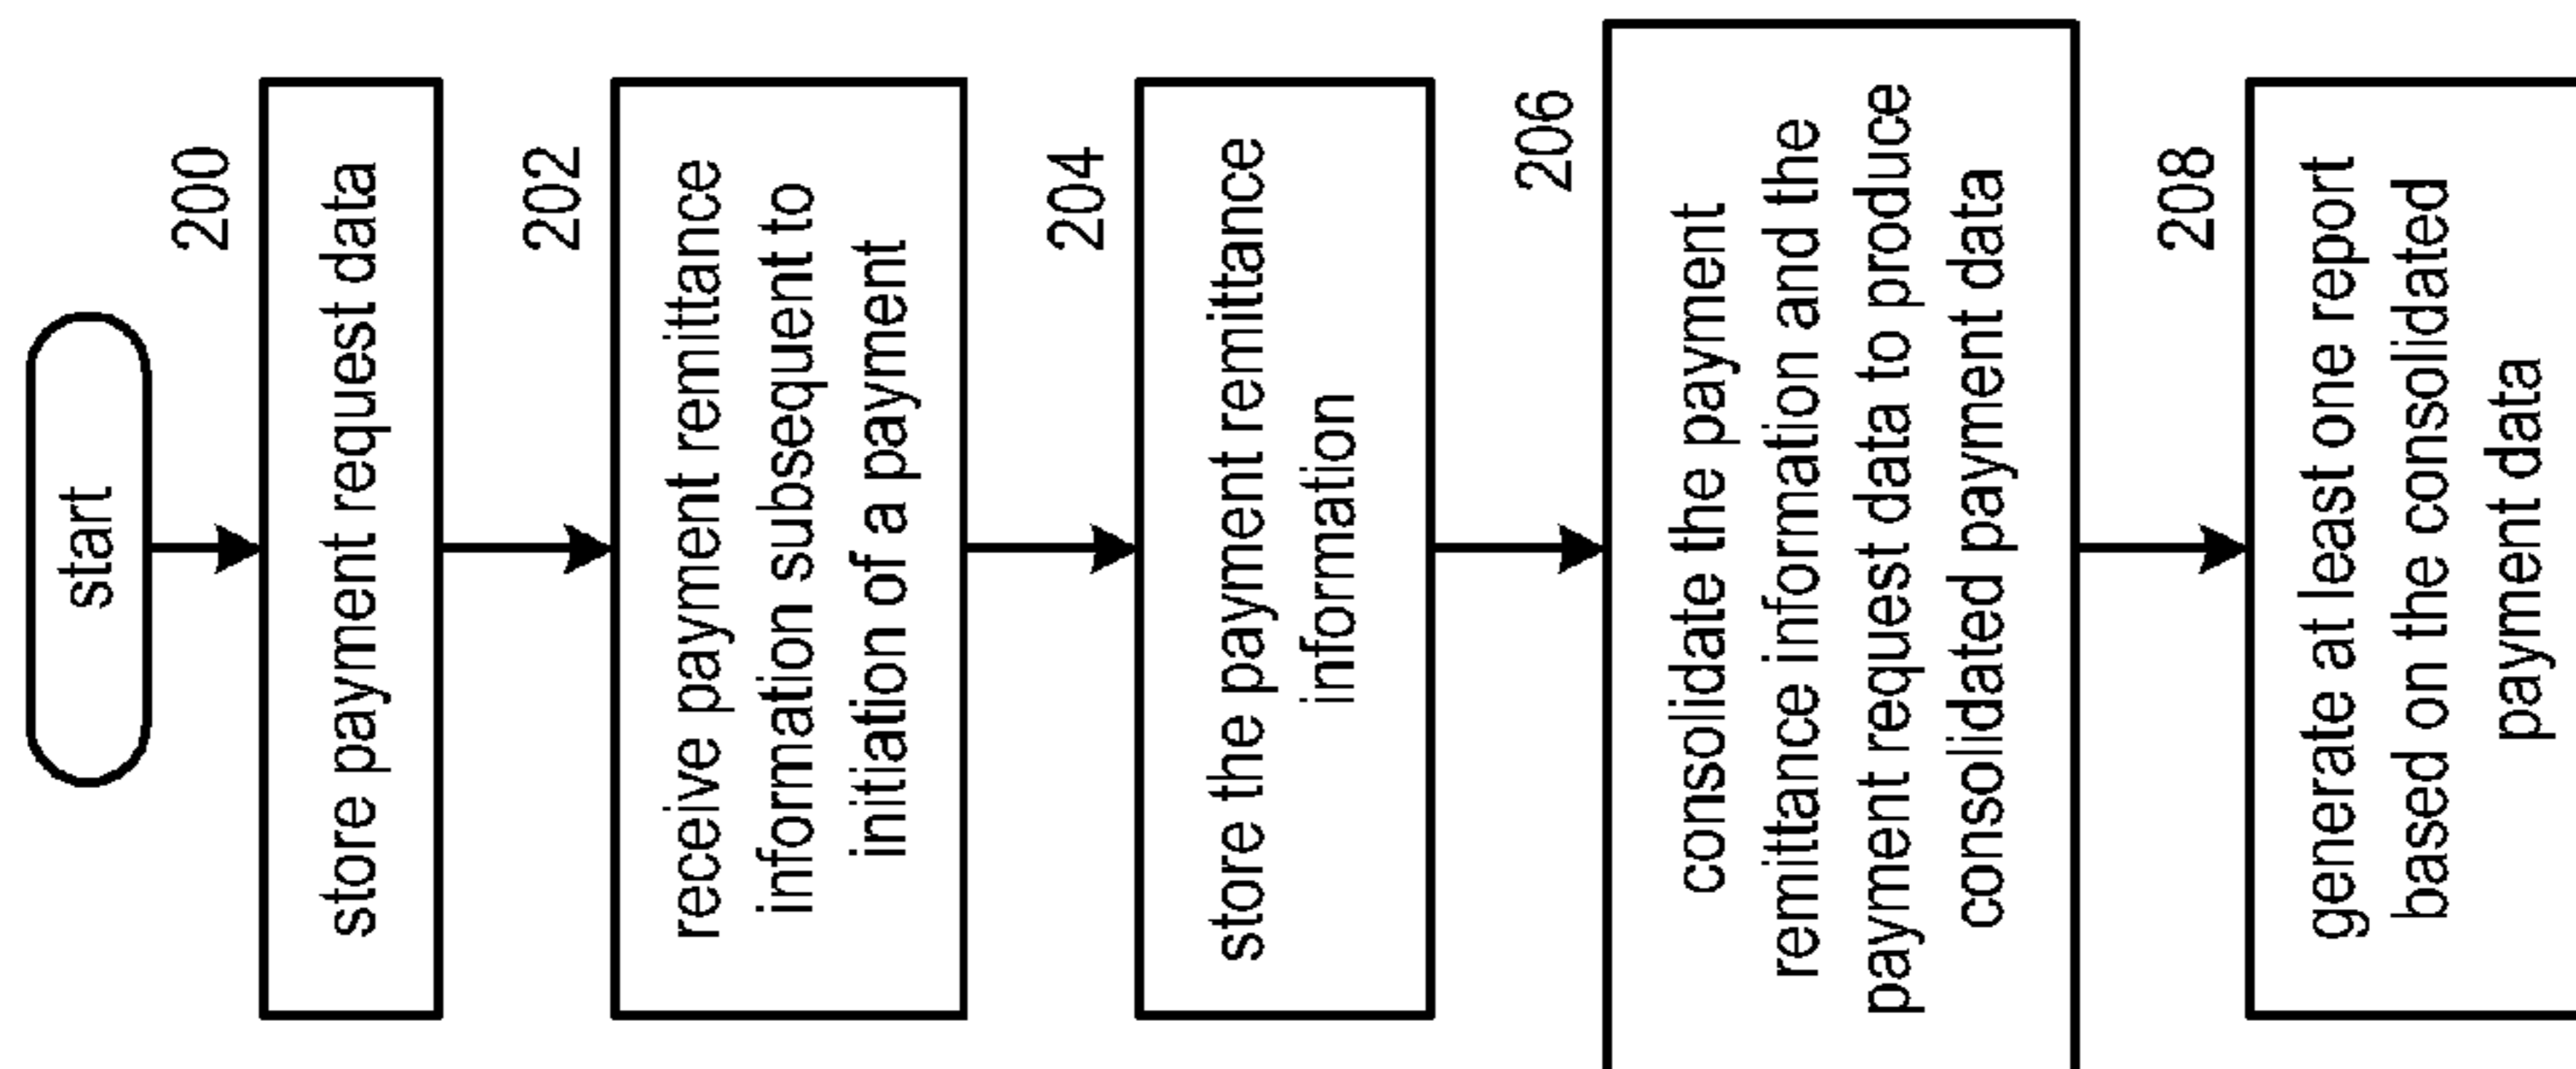 start
200
store payment request data
202
receive payment remittance
information subsequent to
initiation of a payment
204
store the payment remittance
information
206
consolidate the payment
remittance information and the
payment request data to produce
consolidated payment data
208
generate at least one report
based on the consolidated
payment data